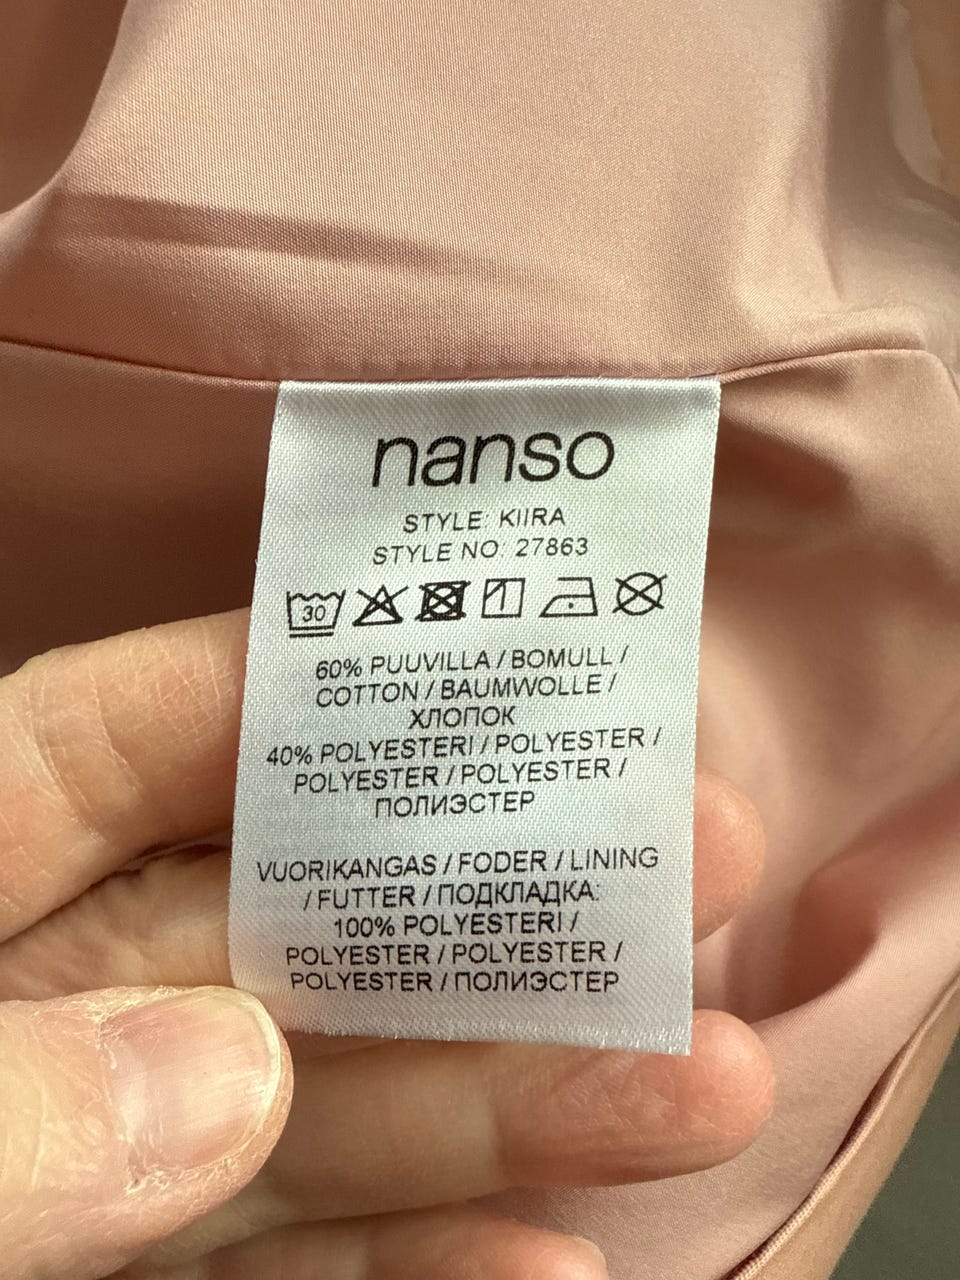 nanso
STYLE: KIIRA
STYLE NO: 27863
30
60% PUUVILLA / BOMULL /
COTTON / BAUMWOLLE /
ХЛОПОК
40% POLYESTERI / POLYESTER /
POLYESTER / POLYESTER /
ПОЛИЭСТЕР
VUORIKANGAS / FODER / LINING
/ FUTTER / ПОДКЛАДКА:
100% POLYESTERI /
POLYESTER / POLYESTER /
POLYESTER / ПОЛИЭСТЕР